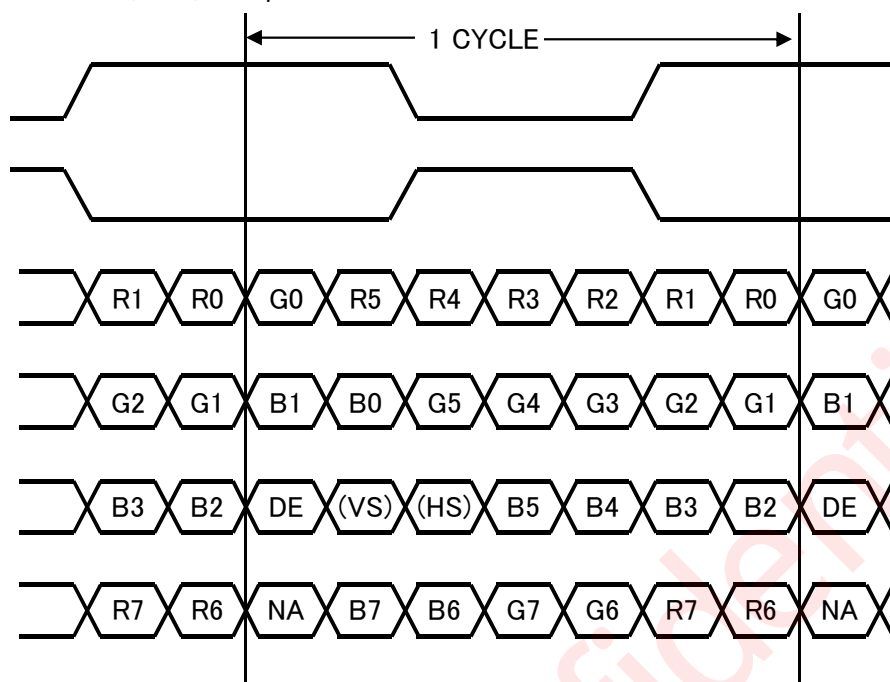 1 CYCLE
R1 R0 G0 R5 R4 R3 R2 R1 R0 G0
G2 G1 B1 B0 G5 G4 G3 G2 G1 B1
B3 B2 DE (VS) (HS) B5 B4 B3 B2 DE
R7 R6 NA B7 B6 G7 G6 R7 R6 NA